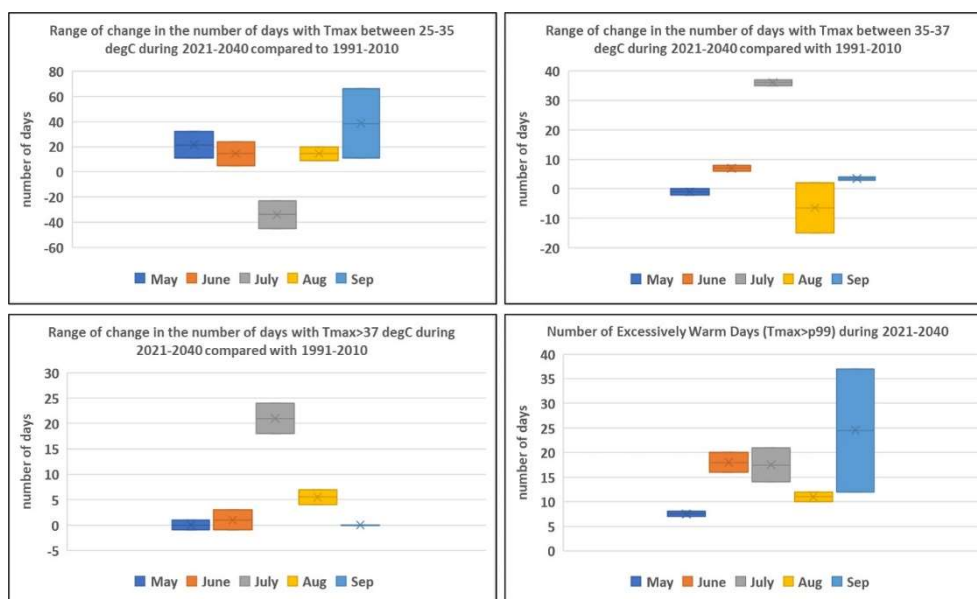 Range of change in the number of days with Tmax between 25-35
degC during 2021-2040 compared to 1991-2010
number of days
80
60
40
20
0
-20
-40
-60
May June July Aug Sep
Range of change in the number of days with Tmax between 35-37
degC during 2021-2040 compared with 1991-2010
number of days
40
30
20
10
0
-10
-20
May June July Aug Sep
Range of change in the number of days with Tmax>37 degC during
2021-2040 compared with 1991-2010
number of days
30
25
20
15
10
5
0
-5
May June July Aug Sep
Number of Excessively Warm Days (Tmax>p99) during 2021-2040
number of days
40
35
30
25
20
15
10
5
0
May June July Aug Sep